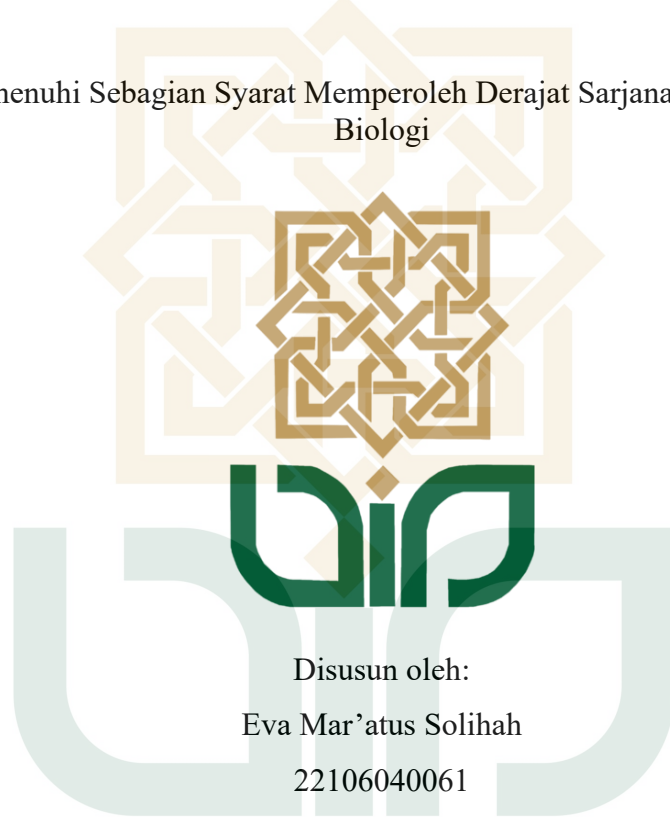 menuhi Sebagian Syarat Memperoleh Derajat Sarjana
Biologi
Disusun oleh:
Eva Mar’atus Solihah
22106040061